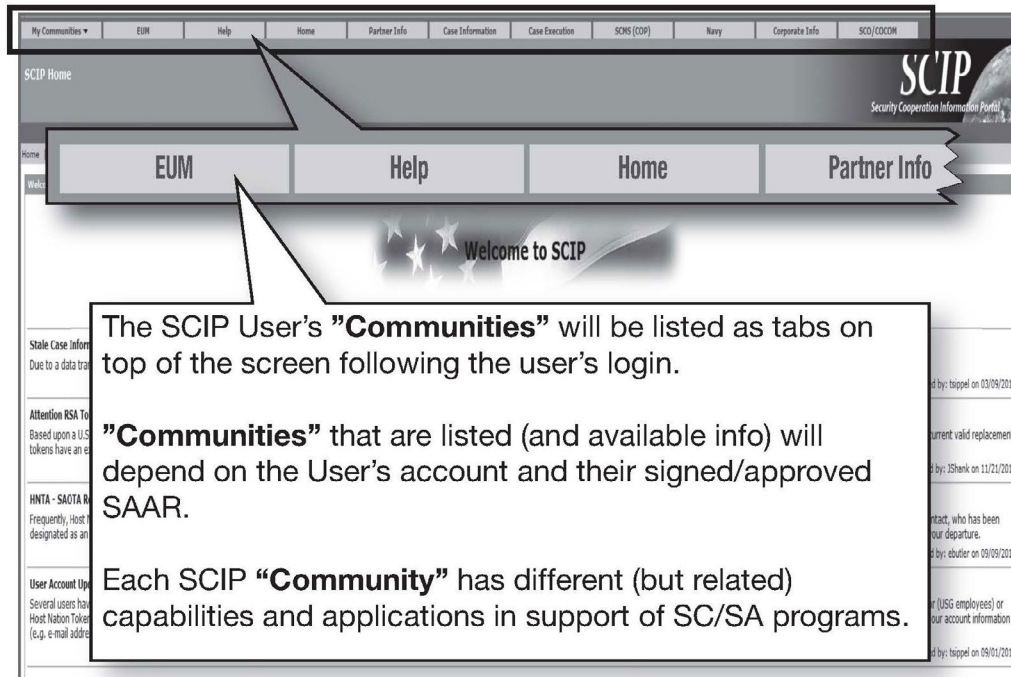 My Communities ▾ EUM Help Home Partner Info Case Information Case Execution SCMS (COP) Navy Corporate Info SCO/COCOM
SCIP Home
SCIP
Security Cooperation Information Portal
Home
EUM Help Home Partner Info
Welcome to SCIP
The SCIP User's ”Communities” will be listed as tabs on
top of the screen following the user's login.
”Communities” that are listed (and available info) will
depend on the User's account and their signed/approved
SAAR.
Each SCIP “Community” has different (but related)
capabilities and applications in support of SC/SA programs.
Stale Case Inform
Due to a data tran
d by: tsippel on 03/09/201
Attention RSA To
Based upon a U.S
current valid replacement
tokens have an e
d by: JShank on 11/21/201
HNTA - SAOTA R
Frequently, Host N
ntact, who has been
designated as an
our departure.
d by: ebutler on 09/09/201
User Account Upd
Several users hav
r (USG employees) or
Host Nation Token
our account information
(e.g. e-mail addre
d by: tsippel on 09/01/201